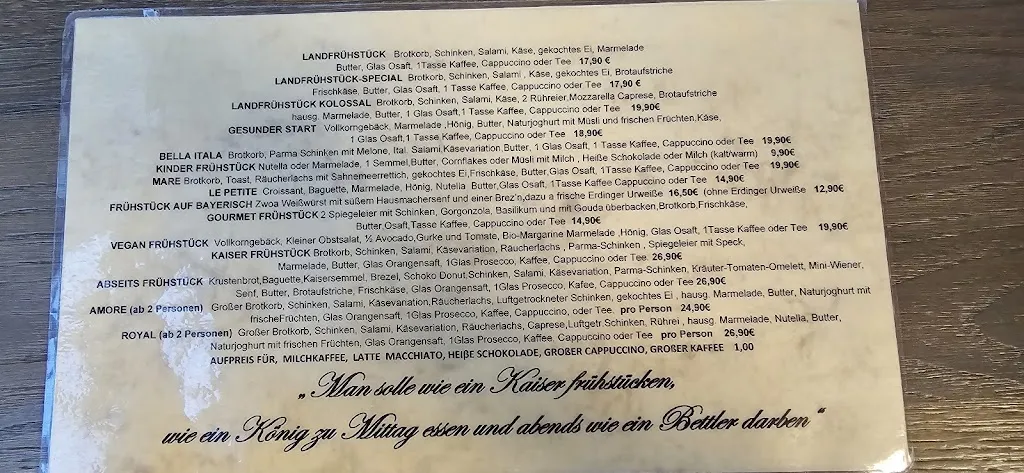 LANDFRÜHSTÜCK Brotkorb, Schinken, Salami, Käse, gekochtes Ei, Marmelade
Butter, Glas Osaft, 1Tasse Kaffee, Cappuccino oder Tee 17,90 €
LANDFRÜHSTÜCK-SPECIAL Brotkorb, Schinken, Salami , Käse, gekochtes Ei, Brotaufstriche
Frischkäse, Butter, Glas Osaft, 1 Tasse Kaffee, Cappuccino oder Tee 17,90 €
LANDFRÜHSTÜCK KOLOSSAL Brotkorb, Schinken, Salami, Käse, 2 Rühreier,Mozzarella Caprese, Brotaufstriche
hausg. Marmelade, Butter, 1 Glas Osaft,1 Tasse Kaffee, Cappuccino oder Tee 19,90€
GESUNDER START Vollkorngebäck, Marmelade ,Hönig, Butter, Naturjoghurt mit Müsli und frischen Früchten,Käse,
1 Glas Osaft,1 Tasse Kaffee, Cappuccino oder Tee 18,90€
BELLA ITALA Brotkorb, Parma Schinken mit Melone, Ital. Salami,Käsevariation,Butter, 1 Glas Osaft, 1 Tasse Kaffee, Cappuccino oder Tee 19,90€
KINDER FRÜHSTÜCK Nutella oder Marmelade, 1 Semmel,Butter, Cornflakes oder Müsli mit Milch , Heiße Schokolade oder Milch (kalt/warm) 9,90€
MARE Brotkorb, Toast, Räucherlachs mit Sahnemeerrettich, gekochtes Ei,Frischkäse, Butter,Glas Osaft, 1Tasse Kaffee, Cappuccino oder Tee 19,90€
LE PETITE Croissant, Baguette, Marmelade, Hönig, Nutella Butter,Glas Osaft, 1Tasse Kaffee Cappuccino oder Tee 14,90€
FRÜHSTÜCK AUF BAYERISCH Zwoa Weißwürst mit süßem Hausmachersenf und einer Brez'n,dazu a frische Erdinger Urweiße 16,50€ (ohne Erdinger Urweiße 12,90€
GOURMET FRÜHSTÜCK 2 Spiegeleier mit Schinken, Gorgonzola, Basilikum und mit Gouda überbacken,Brotkorb,Frischkäse,
Butter,Osaft,Tasse Kaffee, Cappuccino oder Tee 14,90€
VEGAN FRÜHSTÜCK Vollkorngebäck, Kleiner Obstsalat, ½ Avocado,Gurke und Tomate, Bio-Margarine Marmelade ,Hönig, Glas Osaft, 1Tasse Kaffee oder Tee 19,90€
KAISER FRÜHSTÜCK Brotkorb, Schinken, Salami, Käsevariation, Räucherlachs , Parma-Schinken , Spiegeleier mit Speck,
Marmelade, Butter, Glas Orangensaft, 1Glas Prosecco, Kaffee, Cappuccino oder Tee. 26,90€
ABSEITS FRÜHSTÜCK Krustenbrot,Baguette,Kaisersemmel, Brezel, Schoko Donut,Schinken, Salami, Käsevariation, Parma-Schinken, Kräuter-Tomaten-Omelett, Mini-Wiener,
Senf, Butter, Brotaufstriche, Frischkäse, Glas Orangensaft, 1Glas Prosecco, Kafee, Cappuccino oder Tee 26,90€
AMORE (ab 2 Personen) Großer Brotkorb, Schinken, Salami, Käsevariation,Räucherlachs, Luftgetrockneter Schinken, gekochtes Ei , hausg. Marmelade, Butter, Naturjoghurt mit
frischeFrüchten, Glas Orangensaft, 1Glas Prosecco, Kaffee, Cappuccino, oder Tee. pro Person 24,90€
ROYAL (ab 2 Personen) Großer Brotkorb, Schinken, Salami, Käsevariation, Räucherlachs, Caprese,Luftgetr.Schinken, Rührei , hausg. Marmelade, Nutella, Butter,
Naturjoghurt mit frischen Früchten, Glas Orangensaft, 1Glas Prosecco, Kaffee, Cappuccino oder Tee pro Person 26,90€
AUFPREIS FÜR, MILCHKAFFEE, LATTE MACCHIATO, HEIßE SCHOKOLADE, GROßER CAPPUCCINO, GROßER KAFFEE 1,00
„Man solle wie ein Kaiser frühstücken,
wie ein König zu Mittag essen und abends wie ein Bettler darben"